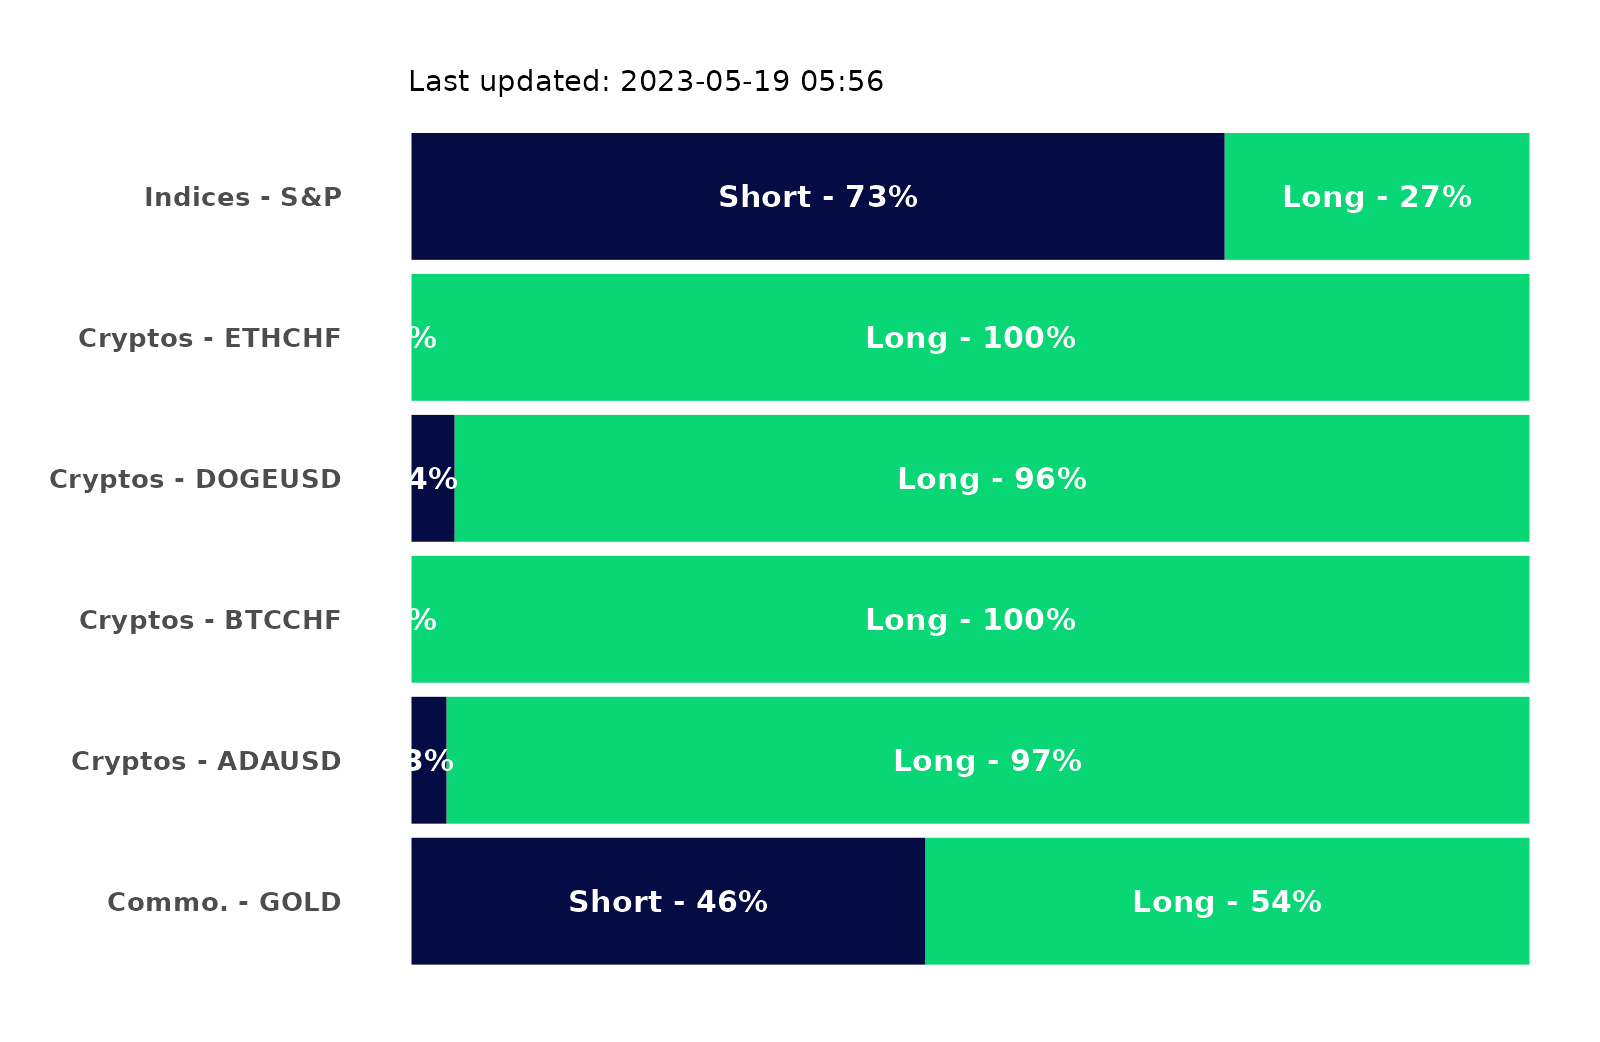 Last updated: 2023-05-19 05:56
Indices - S&P Short - 73% Long - 27%
Cryptos - ETHCHF % Long - 100%
Cryptos - DOGEUSD 4% Long - 96%
Cryptos - BTCCHF % Long - 100%
Cryptos - ADAUSD 3% Long - 97%
Commo. - GOLD Short - 46% Long - 54%